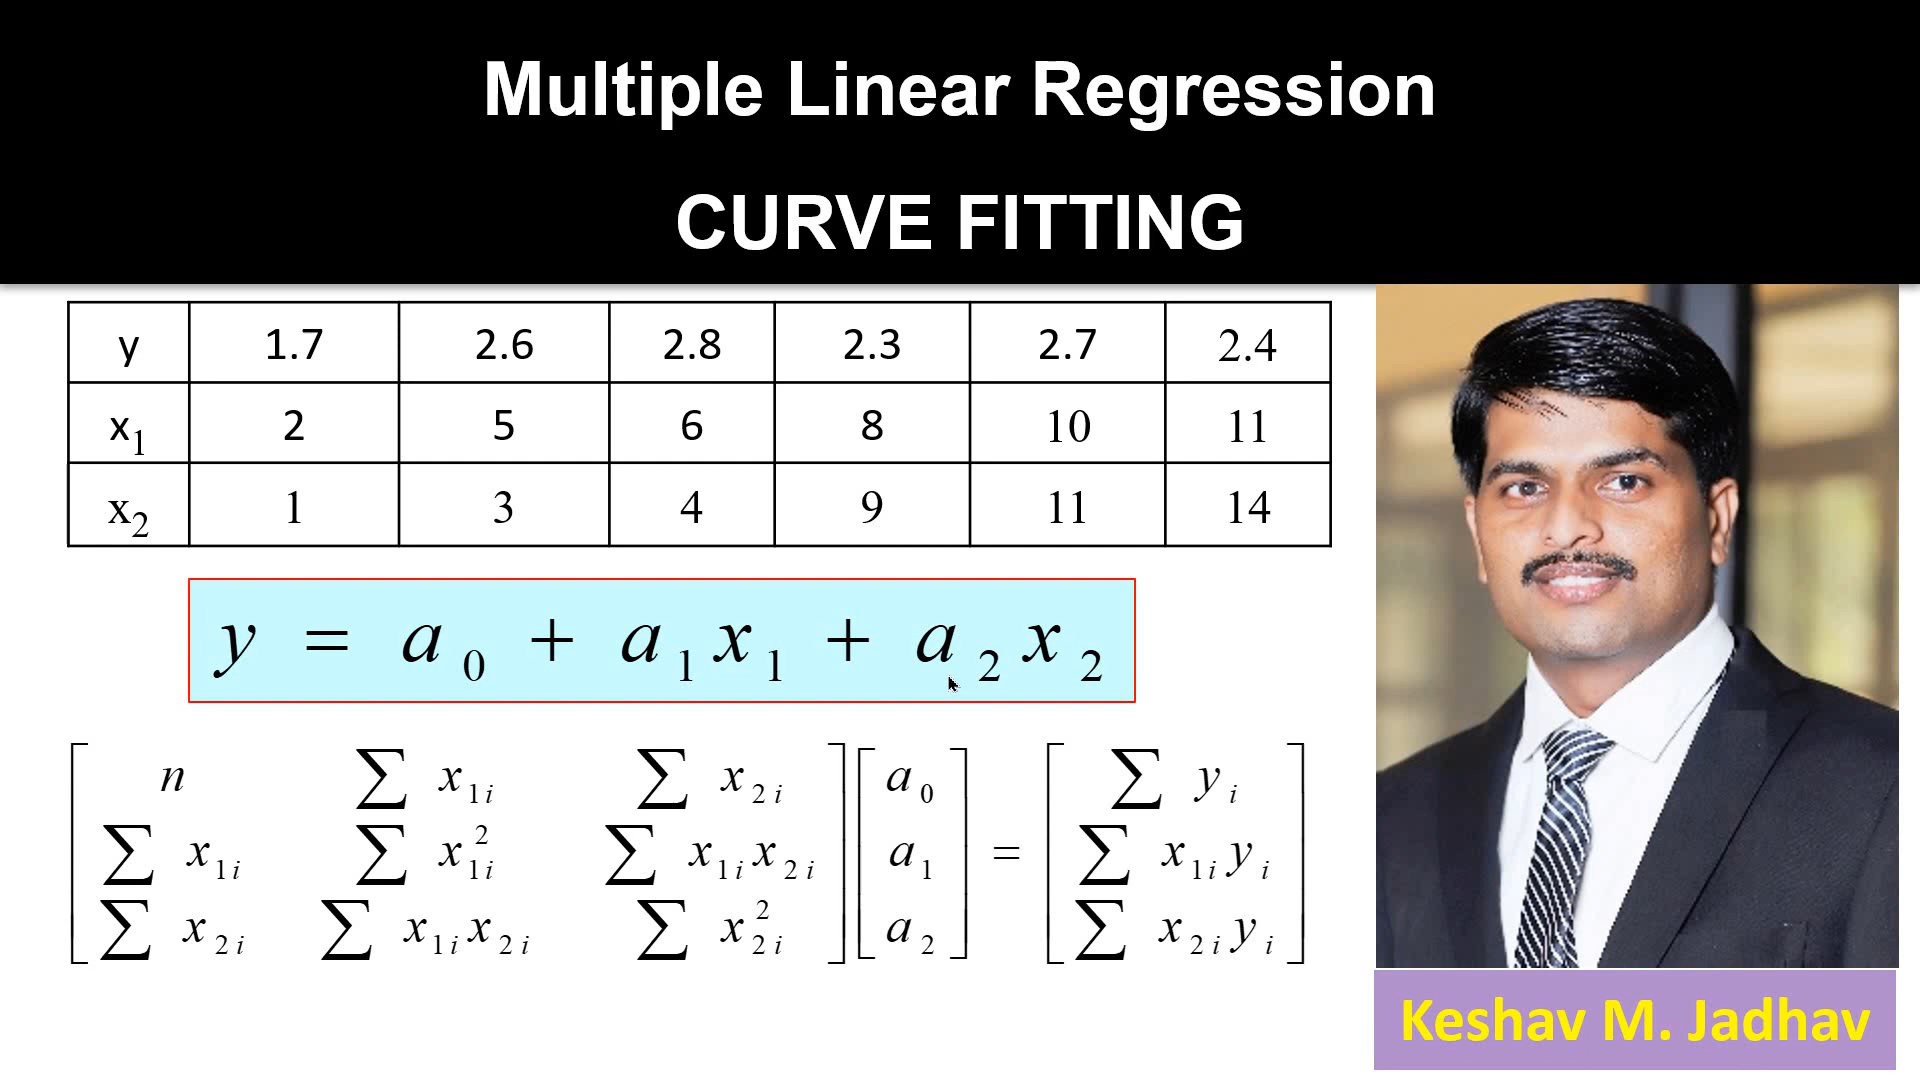 Multiple Linear Regression
CURVE FITTING
y 1.7 2.6 2.8 2.3 2.7 2.4
x₁ 2 5 6 8 10 11
x₂ 1 3 4 9 11 14
y = a₀ + a₁x₁ + a₂x₂
[ n ∑ x₁ᵢ ∑ x₂ᵢ ] [ a₀ ] = [ ∑ yᵢ ]
[ ∑ x₁ᵢ ∑ x₁ᵢ² ∑ x₁ᵢx₂ᵢ ] [ a₁ ] [ ∑ x₁ᵢyᵢ ]
[ ∑ x₂ᵢ ∑ x₁ᵢx₂ᵢ ∑ x₂ᵢ² ] [ a₂ ] [ ∑ x₂ᵢyᵢ ]
Keshav M. Jadhav